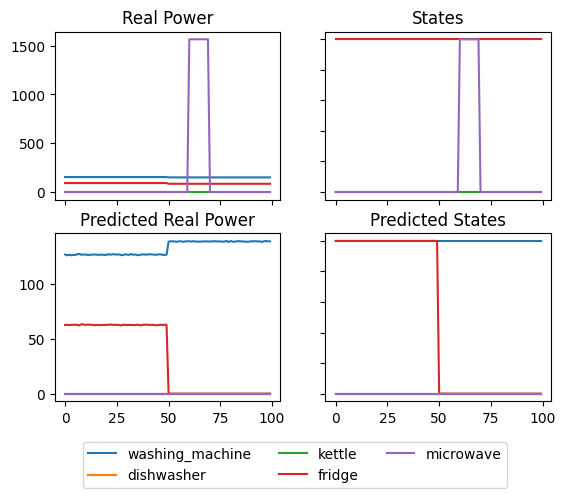 Real Power
States
1500
1000
500
0
Predicted Real Power
Predicted States
100
50
0
0 25 50 75 100
0 25 50 75 100
washing_machine kettle microwave
dishwasher fridge